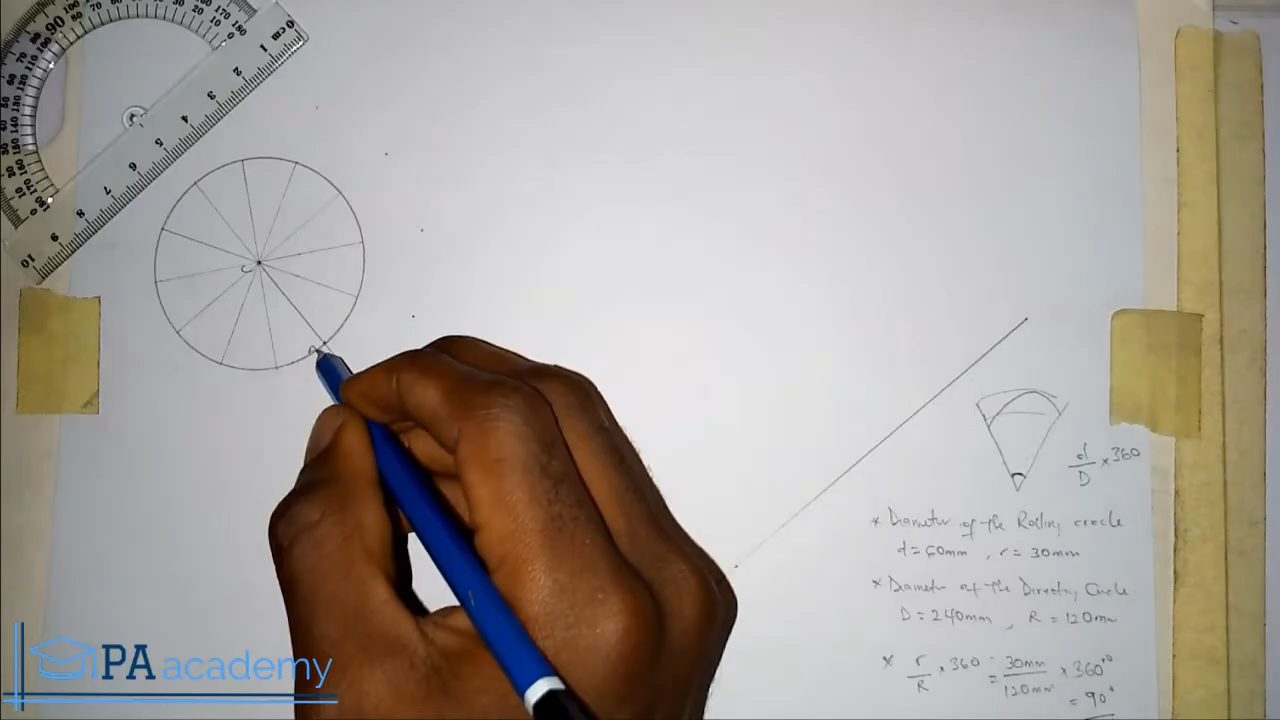 C
d/D × 360
* Diameter of the Rolling circle
d = 60mm , r = 30mm
* Diameter of the Directing Circle
D = 240mm , R = 120mm
* r/R × 360 = 30mm/120mm × 360°
= 90°
PA academy